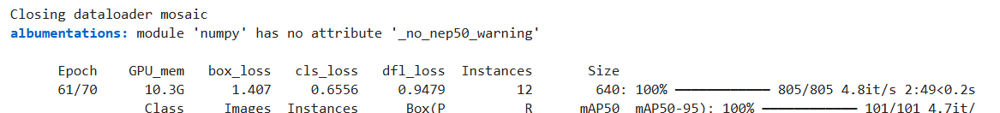 Closing dataloader mosaic
albumentations: module 'numpy' has no attribute '_no_nep50_warning'
Epoch GPU_mem box_loss cls_loss dfl_loss Instances Size
61/70 10.3G 1.407 0.6556 0.9479 12 640: 100% ━━━━━━━━━━━━ 805/805 4.8it/s 2:49<0.2s
Class Images Instances Box(P R mAP50 mAP50-95): 100% ━━━━━━━━━━━━ 101/101 4.7it/